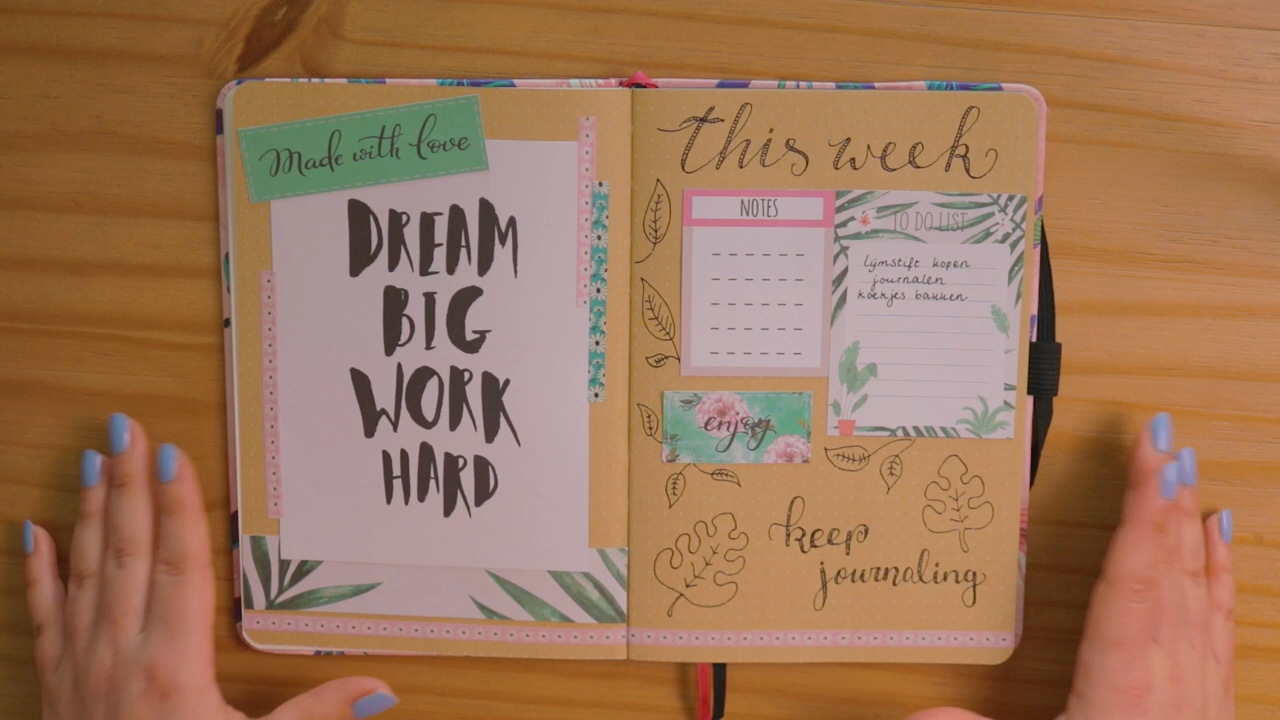 Made with love
DREAM
BIG
WORK
HARD
this week
NOTES
TO DO LIST
lijmstift kopen
journalen
koekjes bakken
enjoy
keep
journaling